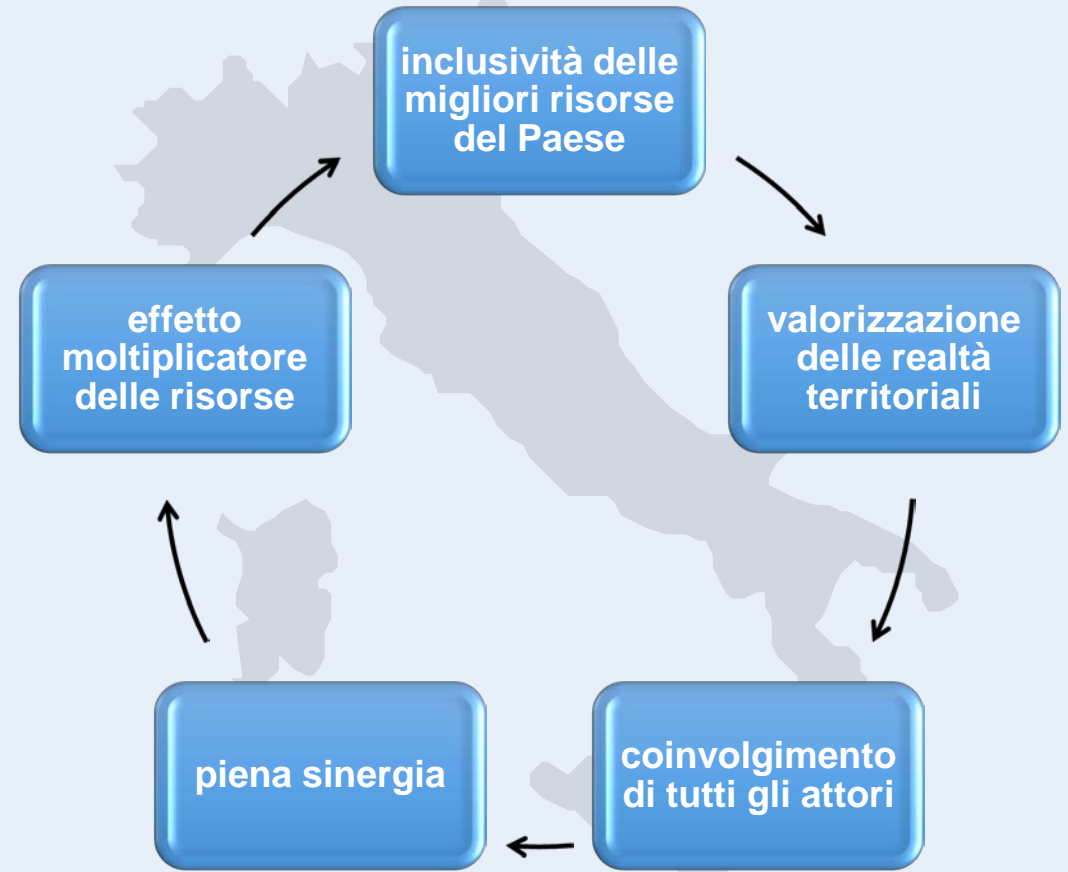 inclusività delle
migliori risorse
del Paese
valorizzazione
delle realtà
territoriali
coinvolgimento
di tutti gli attori
piena sinergia
effetto
moltiplicatore
delle risorse